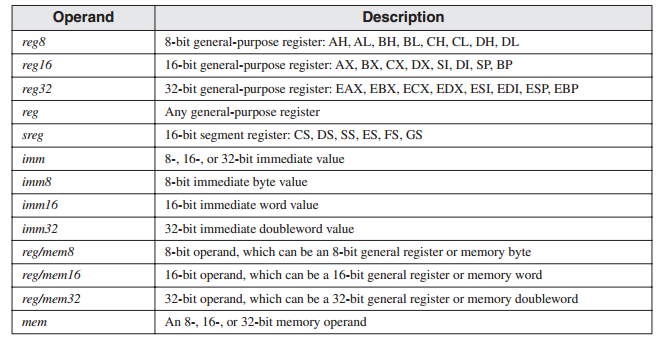 Operand Description
reg8 8-bit general-purpose register: AH, AL, BH, BL, CH, CL, DH, DL
reg16 16-bit general-purpose register: AX, BX, CX, DX, SI, DI, SP, BP
reg32 32-bit general-purpose register: EAX, EBX, ECX, EDX, ESI, EDI, ESP, EBP
reg Any general-purpose register
sreg 16-bit segment register: CS, DS, SS, ES, FS, GS
imm 8-, 16-, or 32-bit immediate value
imm8 8-bit immediate byte value
imm16 16-bit immediate word value
imm32 32-bit immediate doubleword value
reg/mem8 8-bit operand, which can be an 8-bit general register or memory byte
reg/mem16 16-bit operand, which can be a 16-bit general register or memory word
reg/mem32 32-bit operand, which can be a 32-bit general register or memory doubleword
mem An 8-, 16-, or 32-bit memory operand